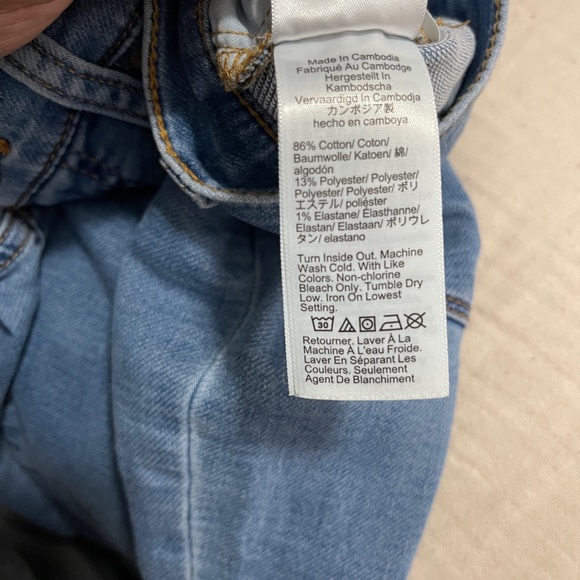 Made In Cambodia
Fabriqué Au Cambodge
Hergestellt In
Kambodscha
Vervaardigd In Cambodja
カンボジア製
hecho en camboya
86% Cotton/ Coton/
Baumwolle/ Katoen/ 綿/
algodón
13% Polyester/ Polyester/
Polyester/ Polyester/ ポリ
エステル/ poliéster
1% Elastane/ Élasthanne/
Elastan/ Elastaan/ ポリウレ
タン/ elastano
Turn Inside Out. Machine
Wash Cold. With Like
Colors. Non-chlorine
Bleach Only. Tumble Dry
Low. Iron On Lowest
Setting.
30
Retourner. Laver À La
Machine À L'eau Froide.
Laver En Séparant Les
Couleurs. Seulement
Agent De Blanchiment